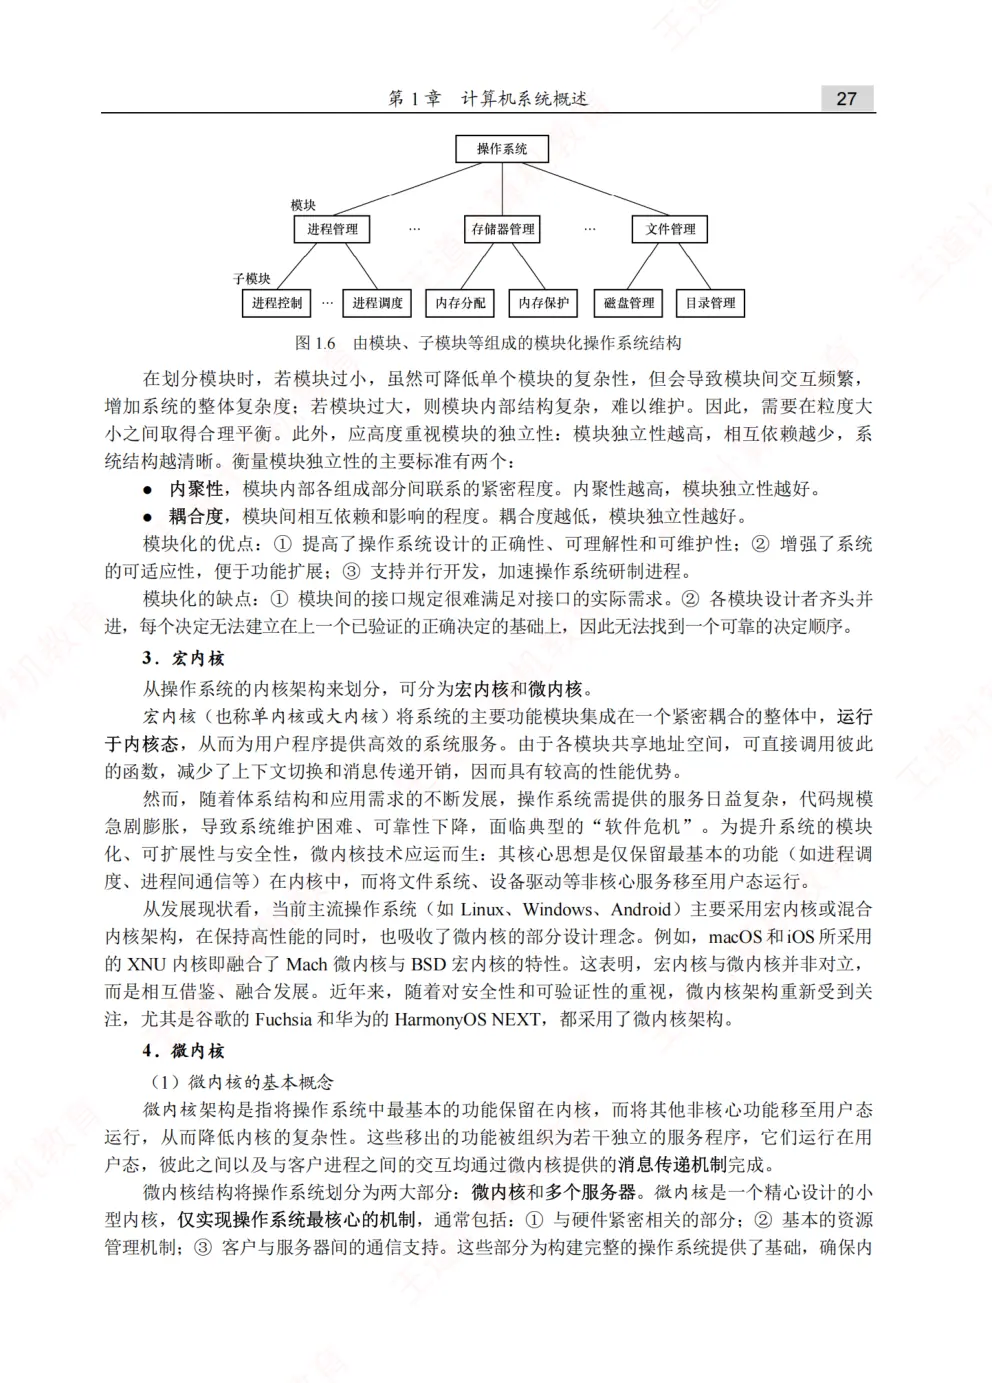 第 1 章　计算机系统概述　27
操作系统
模块
进程管理　…　存储器管理　…　文件管理
子模块
进程控制　…　进程调度　内存分配　内存保护　磁盘管理　目录管理
图 1.6　由模块、子模块等组成的模块化操作系统结构
在划分模块时，若模块过小，虽然可降低单个模块的复杂性，但会导致模块间交互频繁，
增加系统的整体复杂度；若模块过大，则模块内部结构复杂，难以维护。因此，需要在粒度大
小之间取得合理平衡。此外，应高度重视模块的独立性：模块独立性越高，相互依赖越少，系
统结构越清晰。衡量模块独立性的主要标准有两个：
● 内聚性，模块内部各组成部分间联系的紧密程度。内聚性越高，模块独立性越好。
● 耦合度，模块间相互依赖和影响的程度。耦合度越低，模块独立性越好。
模块化的优点：① 提高了操作系统设计的正确性、可理解性和可维护性；② 增强了系统
的可适应性，便于功能扩展；③ 支持并行开发，加速操作系统研制进程。
模块化的缺点：① 模块间的接口规定很难满足对接口的实际需求。② 各模块设计者齐头并
进，每个决定无法建立在上一个已验证的正确决定的基础上，因此无法找到一个可靠的决定顺序。
3．宏内核
从操作系统的内核架构来划分，可分为宏内核和微内核。
宏内核（也称单内核或大内核）将系统的主要功能模块集成在一个紧密耦合的整体中，运行
于内核态，从而为用户程序提供高效的系统服务。由于各模块共享地址空间，可直接调用彼此
的函数，减少了上下文切换和消息传递开销，因而具有较高的性能优势。
然而，随着体系结构和应用需求的不断发展，操作系统需提供的服务日益复杂，代码规模
急剧膨胀，导致系统维护困难、可靠性下降，面临典型的“软件危机”。为提升系统的模块
化、可扩展性与安全性，微内核技术应运而生：其核心思想是仅保留最基本的功能（如进程调
度、进程间通信等）在内核中，而将文件系统、设备驱动等非核心服务移至用户态运行。
从发展现状看，当前主流操作系统（如 Linux、Windows、Android）主要采用宏内核或混合
内核架构，在保持高性能的同时，也吸收了微内核的部分设计理念。例如，macOS 和 iOS 所采用
的 XNU 内核即融合了 Mach 微内核与 BSD 宏内核的特性。这表明，宏内核与微内核并非对立，
而是相互借鉴、融合发展。近年来，随着对安全性和可验证性的重视，微内核架构重新受到关
注，尤其是谷歌的 Fuchsia 和华为的 HarmonyOS NEXT，都采用了微内核架构。
4．微内核
（1）微内核的基本概念
微内核架构是指将操作系统中最基本的功能保留在内核，而将其他非核心功能移至用户态
运行，从而降低内核的复杂性。这些移出的功能被组织为若干独立的服务程序，它们运行在用
户态，彼此之间以及与客户进程之间的交互均通过微内核提供的消息传递机制完成。
微内核结构将操作系统划分为两大部分：微内核和多个服务器。微内核是一个精心设计的小
型内核，仅实现操作系统最核心的机制，通常包括：① 与硬件紧密相关的部分；② 基本的资源
管理机制；③ 客户与服务器间的通信支持。这些部分为构建完整的操作系统提供了基础，确保内